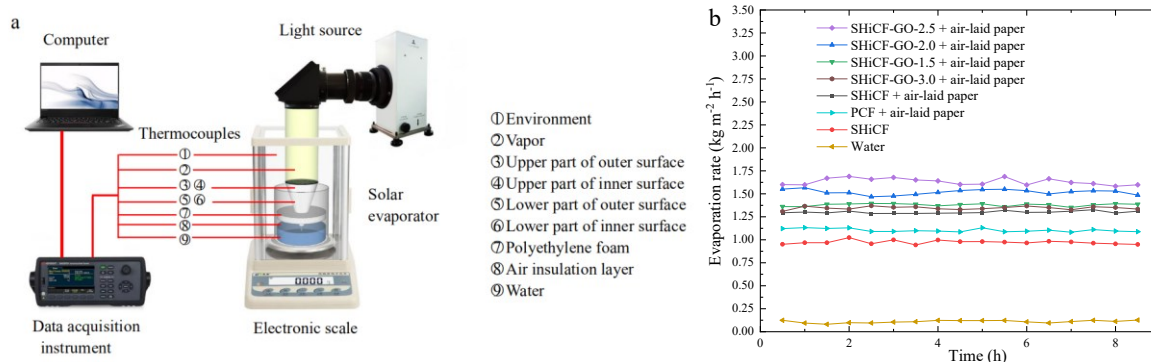 a
Computer
Light source
Thermocouples
①
②
③ ④
⑤ ⑥
⑦
⑧
⑨
Solar
evaporator
0.000
Data acquisition
instrument
Electronic scale
①Environment
②Vapor
③Upper part of outer surface
④Upper part of inner surface
⑤Lower part of outer surface
⑥Lower part of inner surface
⑦Polyethylene foam
⑧Air insulation layer
⑨Water
b
Evaporation rate (kg m-2 h-1)
3.50
3.25
3.00
2.75
2.50
2.25
2.00
1.75
1.50
1.25
1.00
0.75
0.50
0.25
0.00
SHiCF-GO-2.5 + air-laid paper
SHiCF-GO-2.0 + air-laid paper
SHiCF-GO-1.5 + air-laid paper
SHiCF-GO-3.0 + air-laid paper
SHiCF + air-laid paper
PCF + air-laid paper
SHiCF
Water
0 2 4 6 8
Time (h)